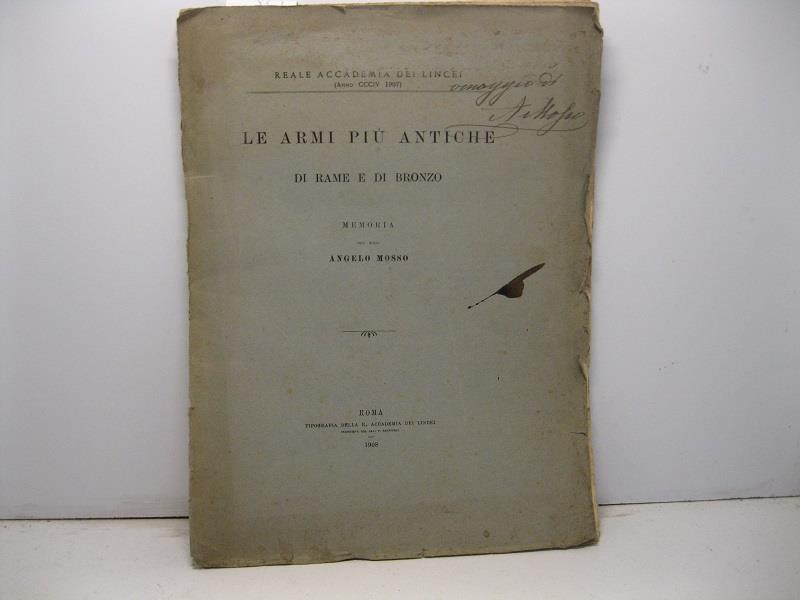 REALE ACCADEMIA DEI LINCEI
(ANNO CCCIV 1907)
omaggio di
A Mosso
LE ARMI PIÙ ANTICHE
DI RAME E DI BRONZO
MEMORIA
ANGELO MOSSO
ROMA
TIPOGRAFIA DELLA R. ACCADEMIA DEI LINCEI
1908